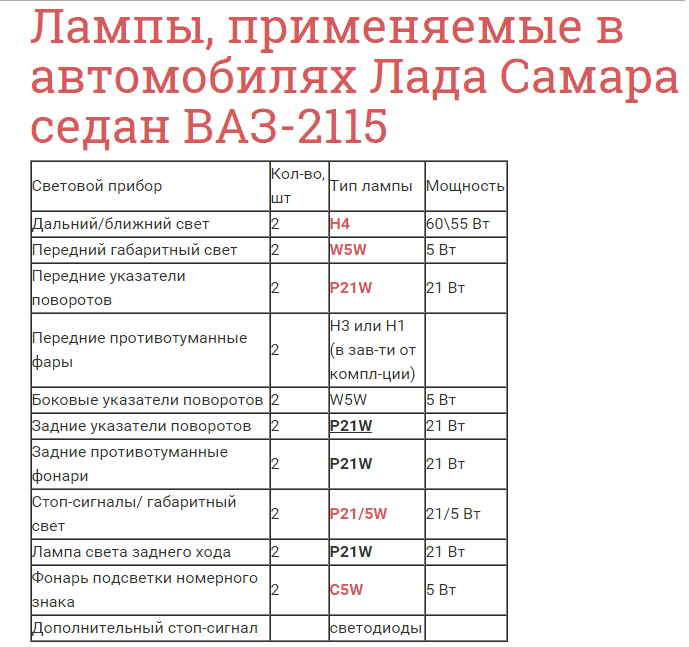 Лампы, применяемые в
автомобилях Лада Самара
седан ВАЗ-2115
Световой прибор Кол-во, шт Тип лампы Мощность
Дальний/ближний свет 2 H4 60\55 Вт
Передний габаритный свет 2 W5W 5 Вт
Передние указатели
поворотов 2 P21W 21 Вт
Передние противотуманные
фары 2 H3 или H1
(в зав-ти от
компл-ции)
Боковые указатели поворотов 2 W5W 5 Вт
Задние указатели поворотов 2 P21W 21 Вт
Задние противотуманные
фонари 2 P21W 21 Вт
Стоп-сигналы/ габаритный
свет 2 P21/5W 21/5 Вт
Лампа света заднего хода 2 P21W 21 Вт
Фонарь подсветки номерного
знака 2 C5W 5 Вт
Дополнительный стоп-сигнал светодиоды